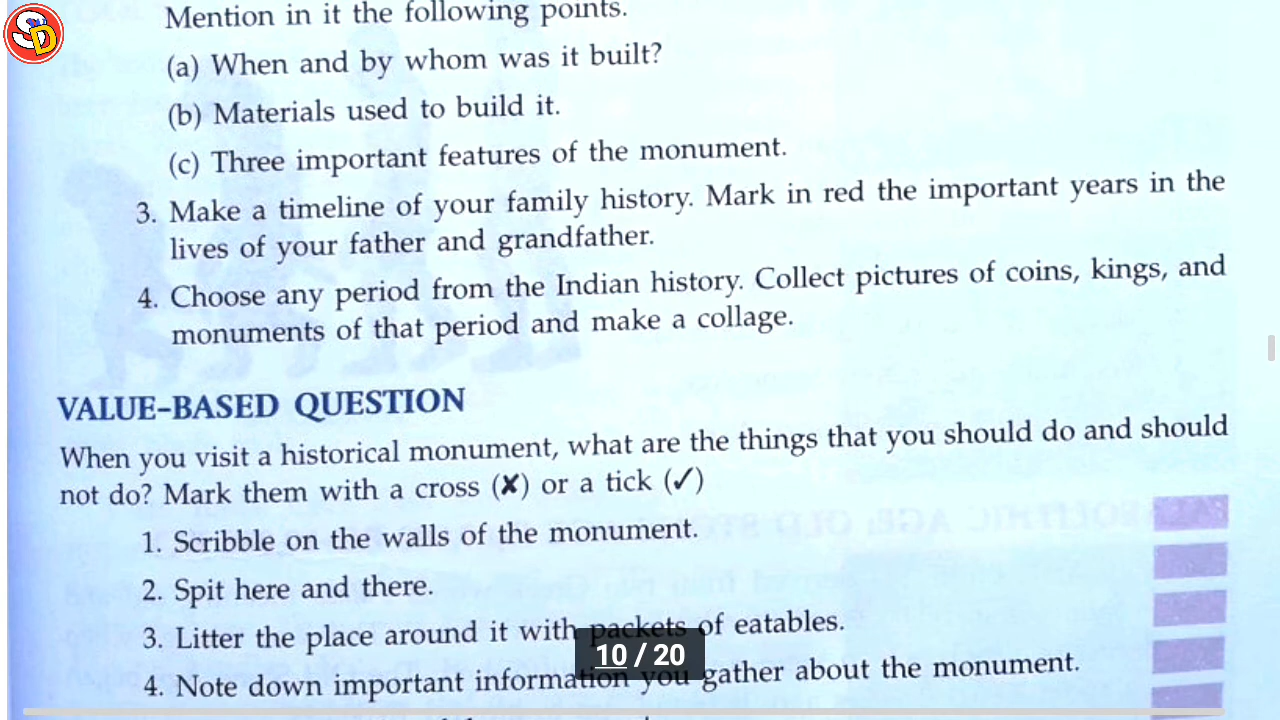 SD
Mention in it the following points.
(a) When and by whom was it built?
(b) Materials used to build it.
(c) Three important features of the monument.
3. Make a timeline of your family history. Mark in red the important years in the
lives of your father and grandfather.
4. Choose any period from the Indian history. Collect pictures of coins, kings, and
monuments of that period and make a collage.
VALUE-BASED QUESTION
When you visit a historical monument, what are the things that you should do and should
not do? Mark them with a cross (✘) or a tick (✓)
1. Scribble on the walls of the monument.
2. Spit here and there.
3. Litter the place around it with packets of eatables.
4. Note down important information you gather about the monument.
10 / 20